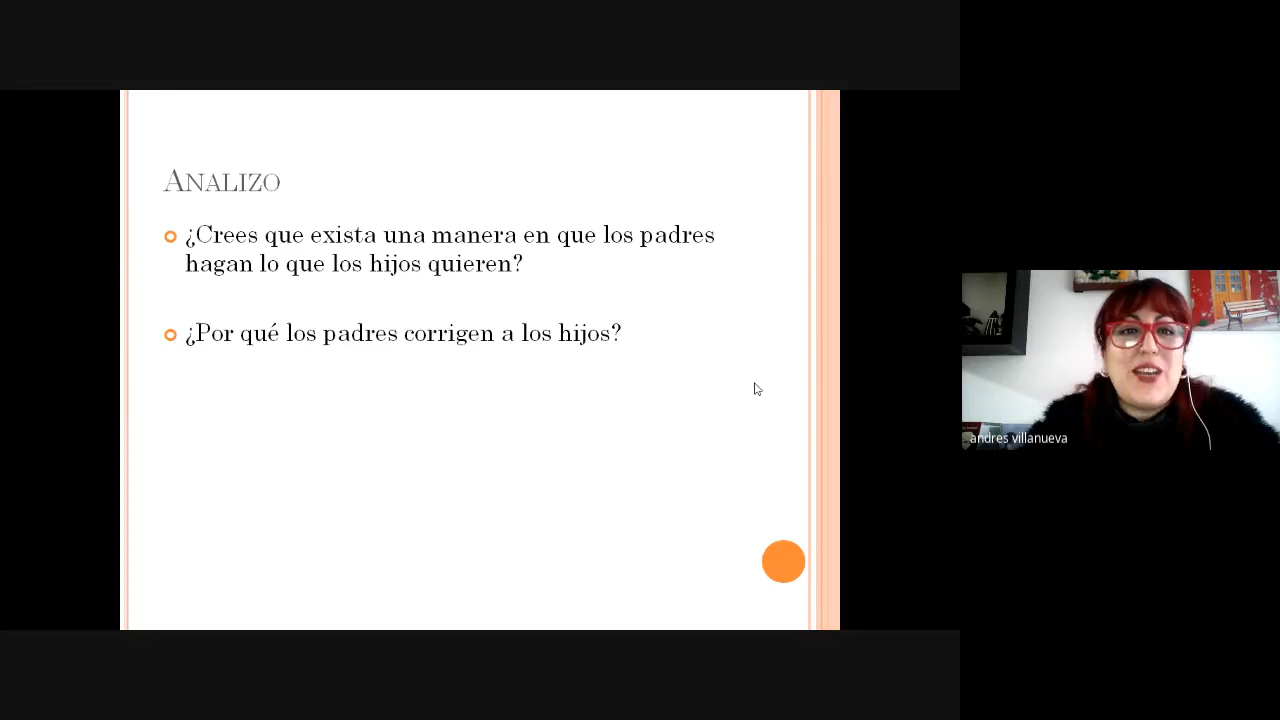 Analizo
¿Crees que exista una manera en que los padres
hagan lo que los hijos quieren?
¿Por qué los padres corrigen a los hijos?
andres villanueva